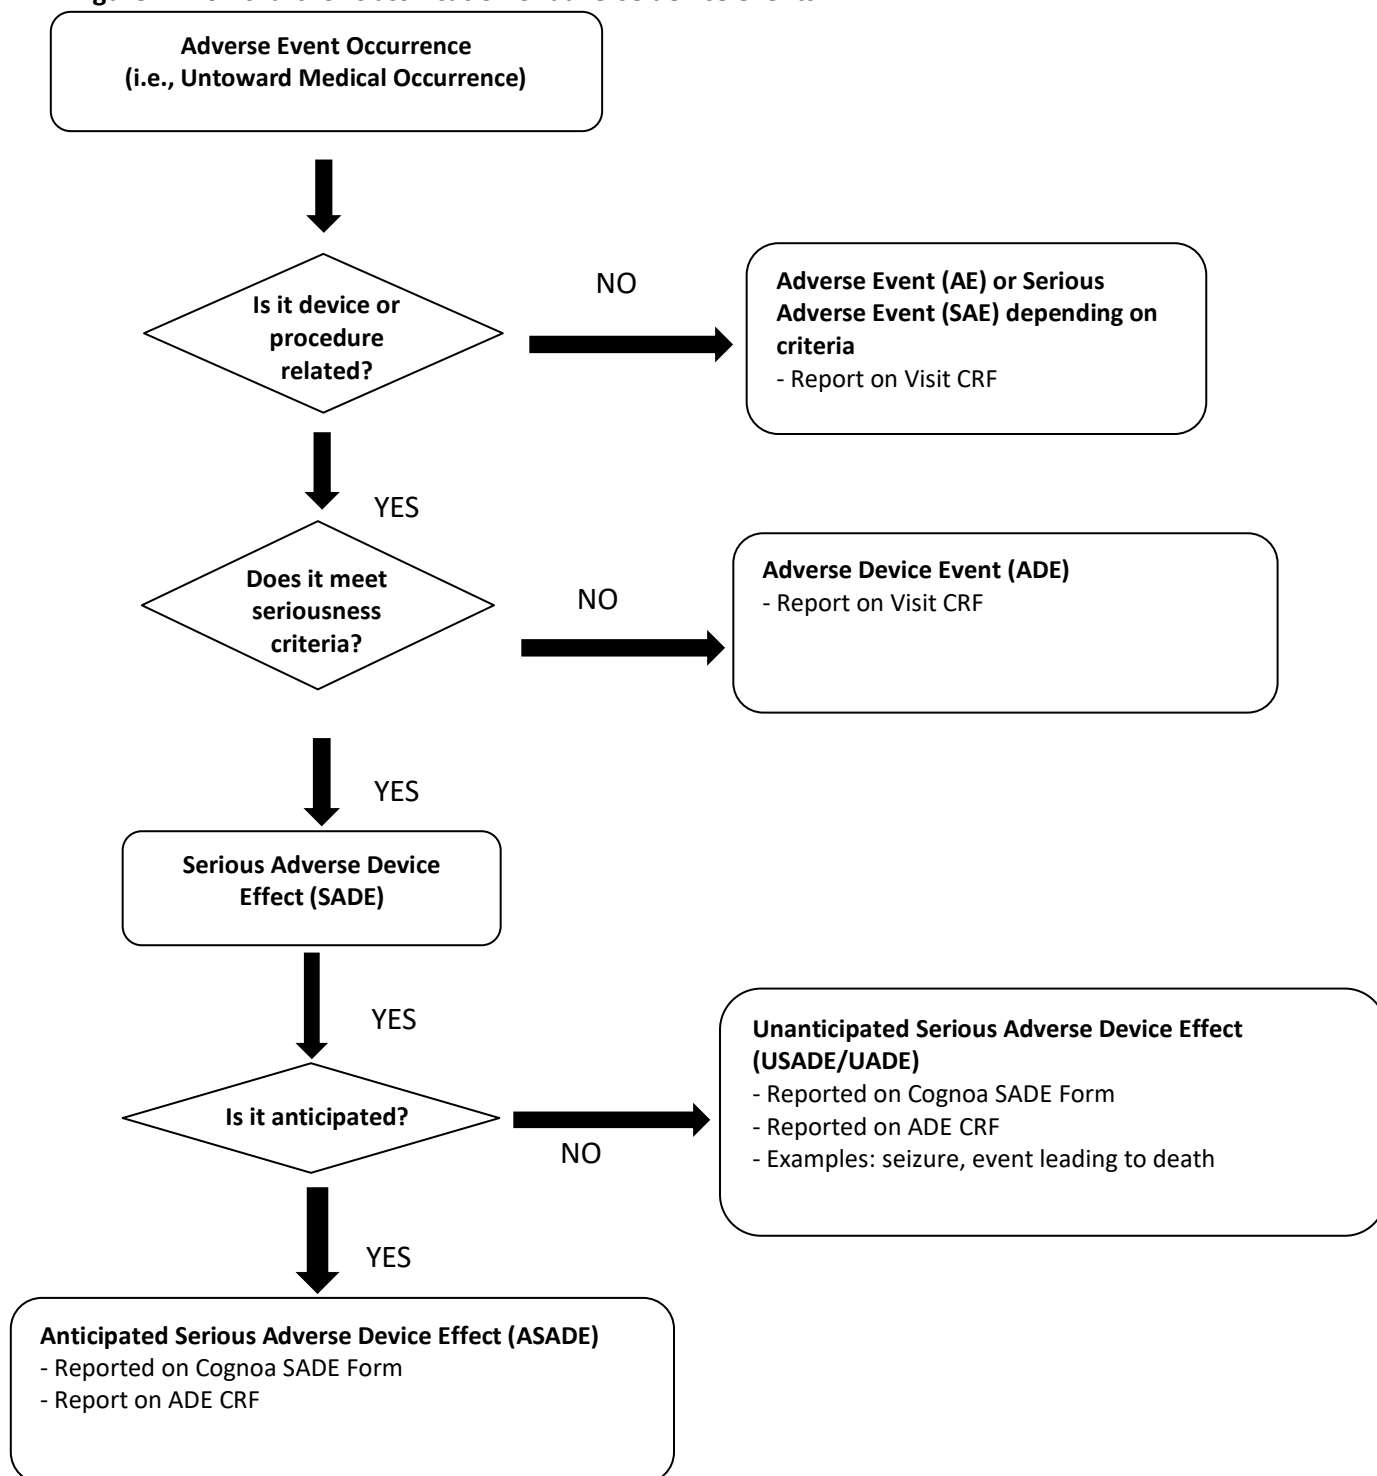 Adverse Event Occurrence
(i.e., Untoward Medical Occurrence)
Is it device or
procedure
related?
NO
Adverse Event (AE) or Serious
Adverse Event (SAE) depending on
criteria
- Report on Visit CRF
YES
Does it meet
seriousness
criteria?
NO
Adverse Device Event (ADE)
- Report on Visit CRF
YES
Serious Adverse Device
Effect (SADE)
YES
Is it anticipated?
NO
Unanticipated Serious Adverse Device Effect
(USADE/UADE)
- Reported on Cognoa SADE Form
- Reported on ADE CRF
- Examples: seizure, event leading to death
YES
Anticipated Serious Adverse Device Effect (ASADE)
- Reported on Cognoa SADE Form
- Report on ADE CRF